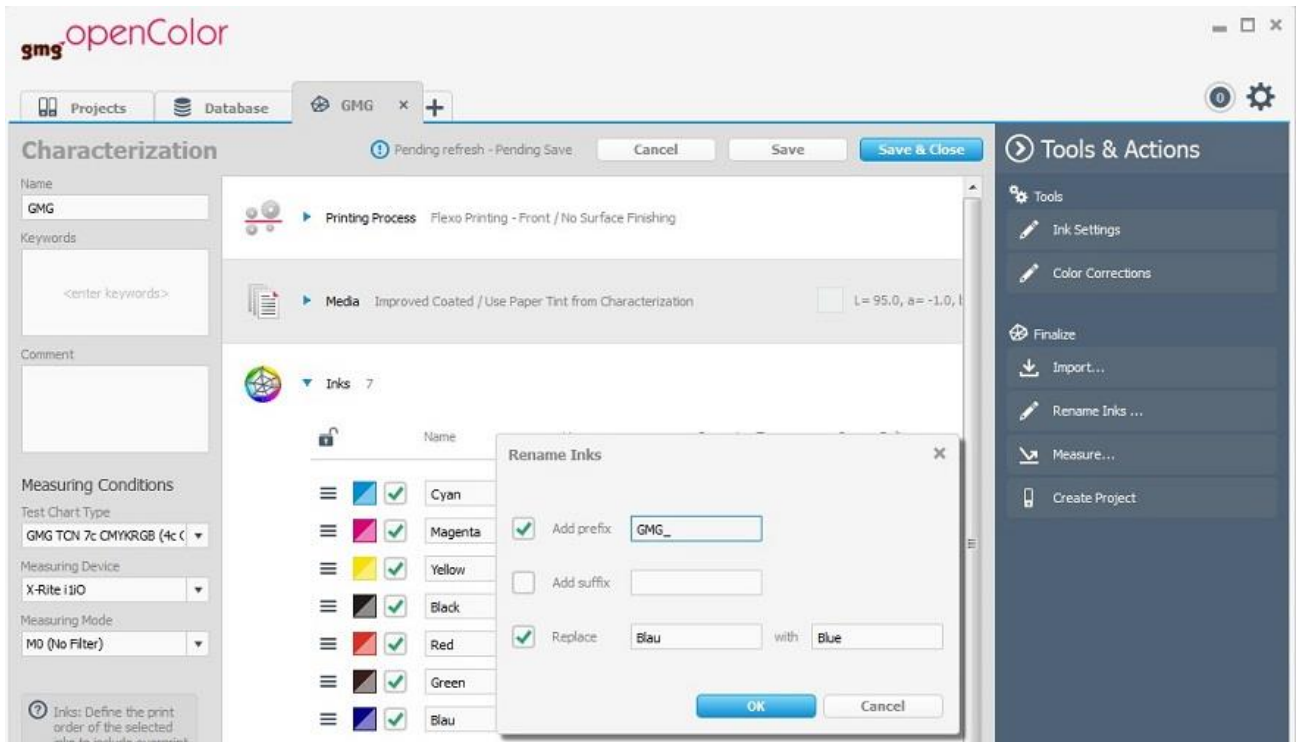 gmg openColor
Projects
Database
GMG
0
Characterization
Pending refresh - Pending Save
Cancel
Save
Save & Close
Name
GMG
Keywords
<enter keywords>
Comment
Measuring Conditions
Test Chart Type
GMG TCN 7c CMYKRGB (4c
Measuring Device
X-Rite i1iO
Measuring Mode
M0 (No Filter)
Inks: Define the print
order of the selected
Printing Process Flexo Printing - Front / No Surface Finishing
Media Improved Coated / Use Paper Tint from Characterization
L= 95.0, a= -1.0,
Inks 7
Name
Cyan
Magenta
Yellow
Black
Red
Green
Blau
Rename Inks
Add prefix GMG_
Add suffix
Replace Blau with Blue
OK
Cancel
Tools & Actions
Tools
Ink Settings
Color Corrections
Finalize
Import...
Rename Inks ...
Measure...
Create Project